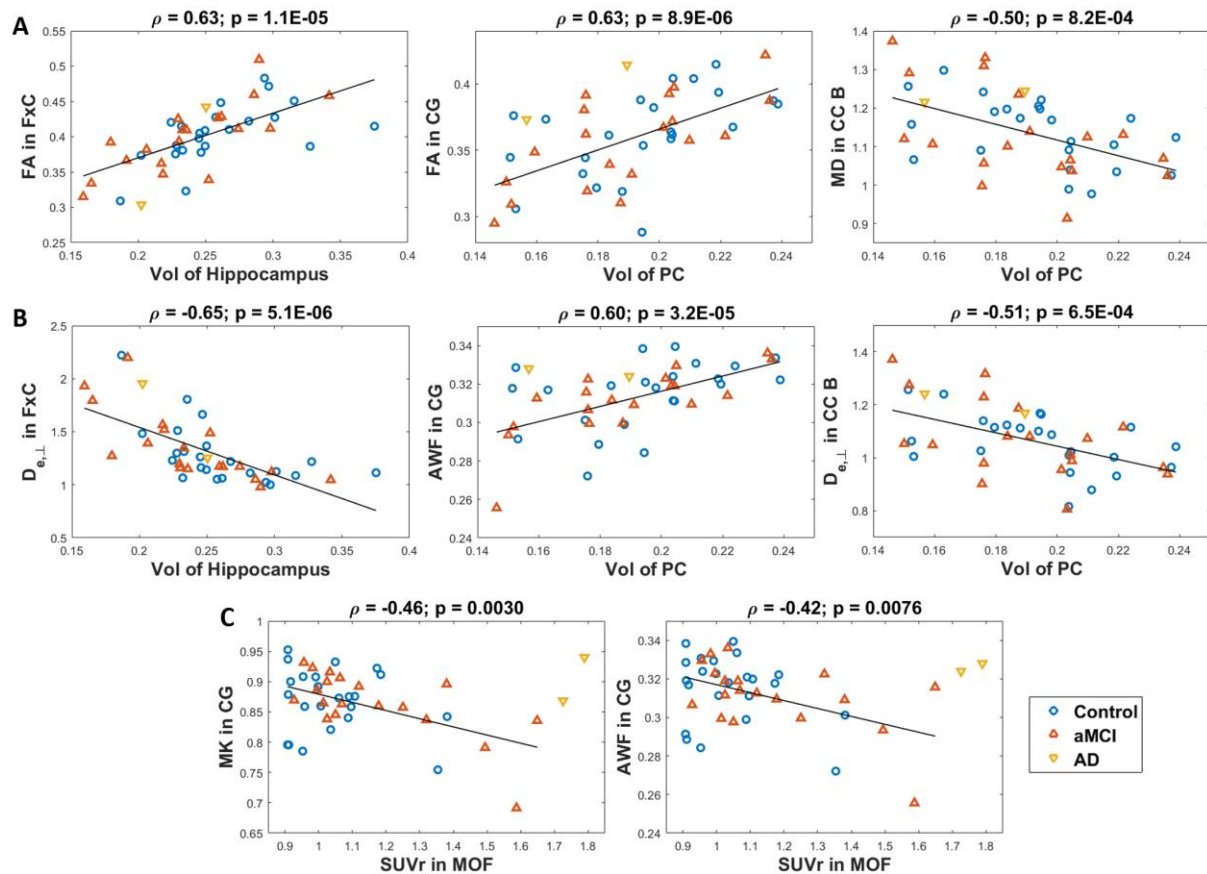 A
ρ = 0.63; p = 1.1E-05
FA in FxC
0.55
0.5
0.45
0.4
0.35
0.3
0.25
0.15 0.2 0.25 0.3 0.35 0.4
Vol of Hippocampus
ρ = 0.63; p = 8.9E-06
FA in CG
0.4
0.35
0.3
0.14 0.16 0.18 0.2 0.22 0.24
Vol of PC
ρ = -0.50; p = 8.2E-04
MD in CC B
1.4
1.3
1.2
1.1
1
0.9
0.14 0.16 0.18 0.2 0.22 0.24
Vol of PC
B
ρ = -0.65; p = 5.1E-06
De,⊥ in FxC
2.5
2
1.5
1
0.5
0.15 0.2 0.25 0.3 0.35 0.4
Vol of Hippocampus
ρ = 0.60; p = 3.2E-05
AWF in CG
0.34
0.32
0.3
0.28
0.26
0.24
0.14 0.16 0.18 0.2 0.22 0.24
Vol of PC
ρ = -0.51; p = 6.5E-04
De,⊥ in CC B
1.4
1.2
1
0.8
0.14 0.16 0.18 0.2 0.22 0.24
Vol of PC
C
ρ = -0.46; p = 0.0030
MK in CG
1
0.95
0.9
0.85
0.8
0.75
0.7
0.65
0.9 1 1.1 1.2 1.3 1.4 1.5 1.6 1.7 1.8
SUVr in MOF
ρ = -0.42; p = 0.0076
AWF in CG
0.34
0.32
0.3
0.28
0.26
0.24
0.9 1 1.1 1.2 1.3 1.4 1.5 1.6 1.7 1.8
SUVr in MOF
Control
aMCI
AD